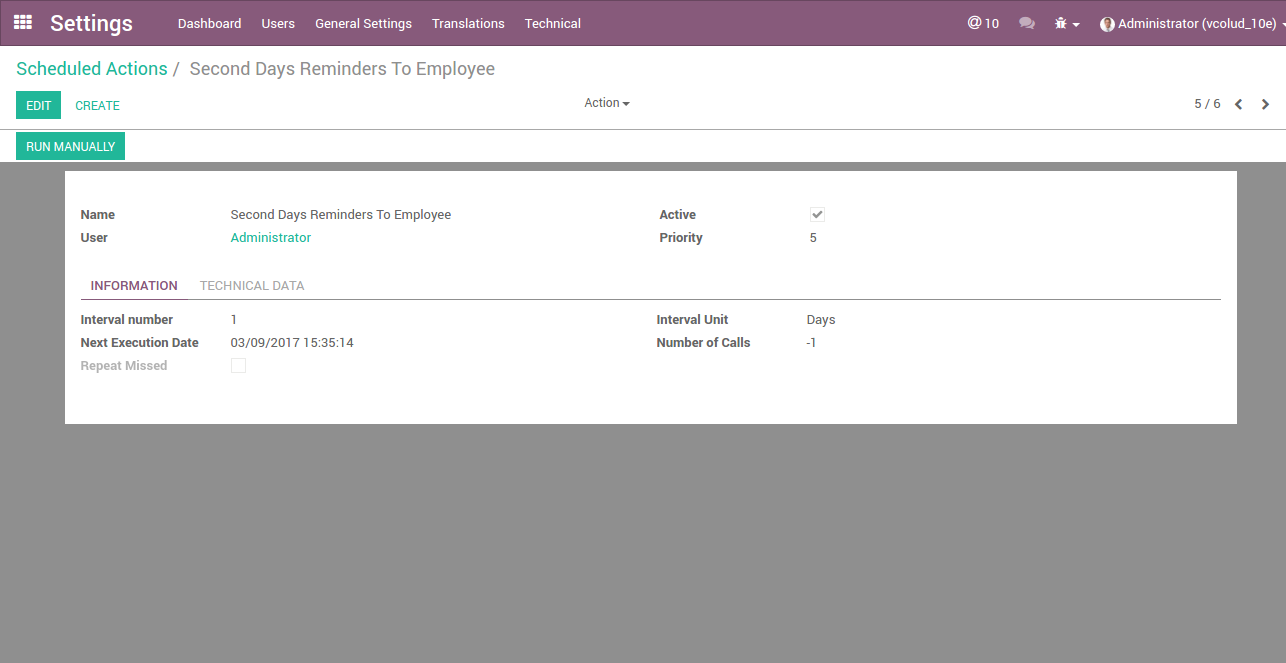 Settings Dashboard Users General Settings Translations Technical @ 10 Administrator (vcolud_10e)
Scheduled Actions / Second Days Reminders To Employee
EDIT CREATE Action 5 / 6
RUN MANUALLY
Name Second Days Reminders To Employee Active
User Administrator Priority 5
INFORMATION TECHNICAL DATA
Interval number 1 Interval Unit Days
Next Execution Date 03/09/2017 15:35:14 Number of Calls -1
Repeat Missed